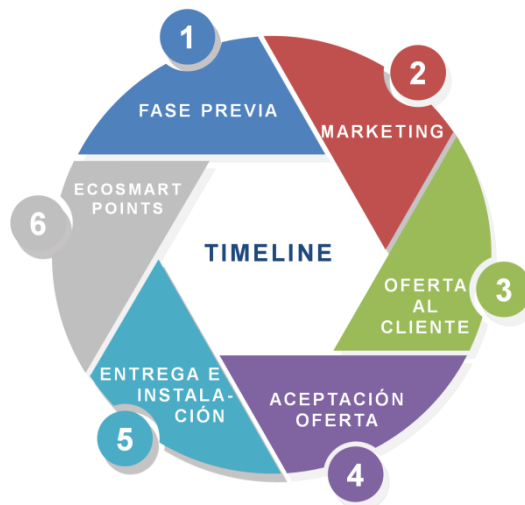 1
FASE PREVIA
2
MARKETING
3
OFERTA
AL
CLIENTE
4
ACEPTACIÓN
OFERTA
5
ENTREGA E
INSTALA-
CIÓN
6
ECOSMART
POINTS
TIMELINE